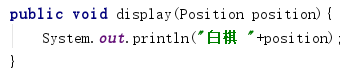 public void display(Position position){
    System.out.println("白棋 "+position);
}